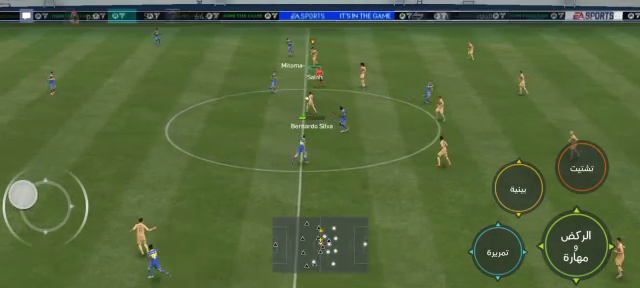 EA SPORTS IT'S IN THE GAME
EA SPORTS
Mitoma
Salah
Bernardo Silva
تشتيت
بينية
تمريرة
الركض
و
مهارة